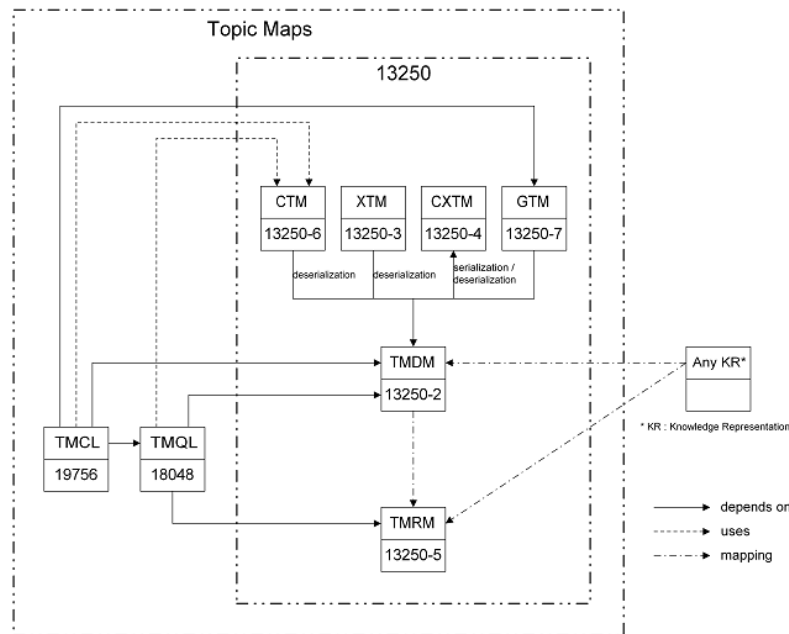 Topic Maps
13250
CTM
13250-6
XTM
13250-3
CXTM
13250-4
GTM
13250-7
deserialization
deserialization
serialization /
deserialization
TMDM
13250-2
Any KR*
* KR : Knowledge Representation
TMCL
19756
TMQL
18048
TMRM
13250-5
depends on
uses
mapping